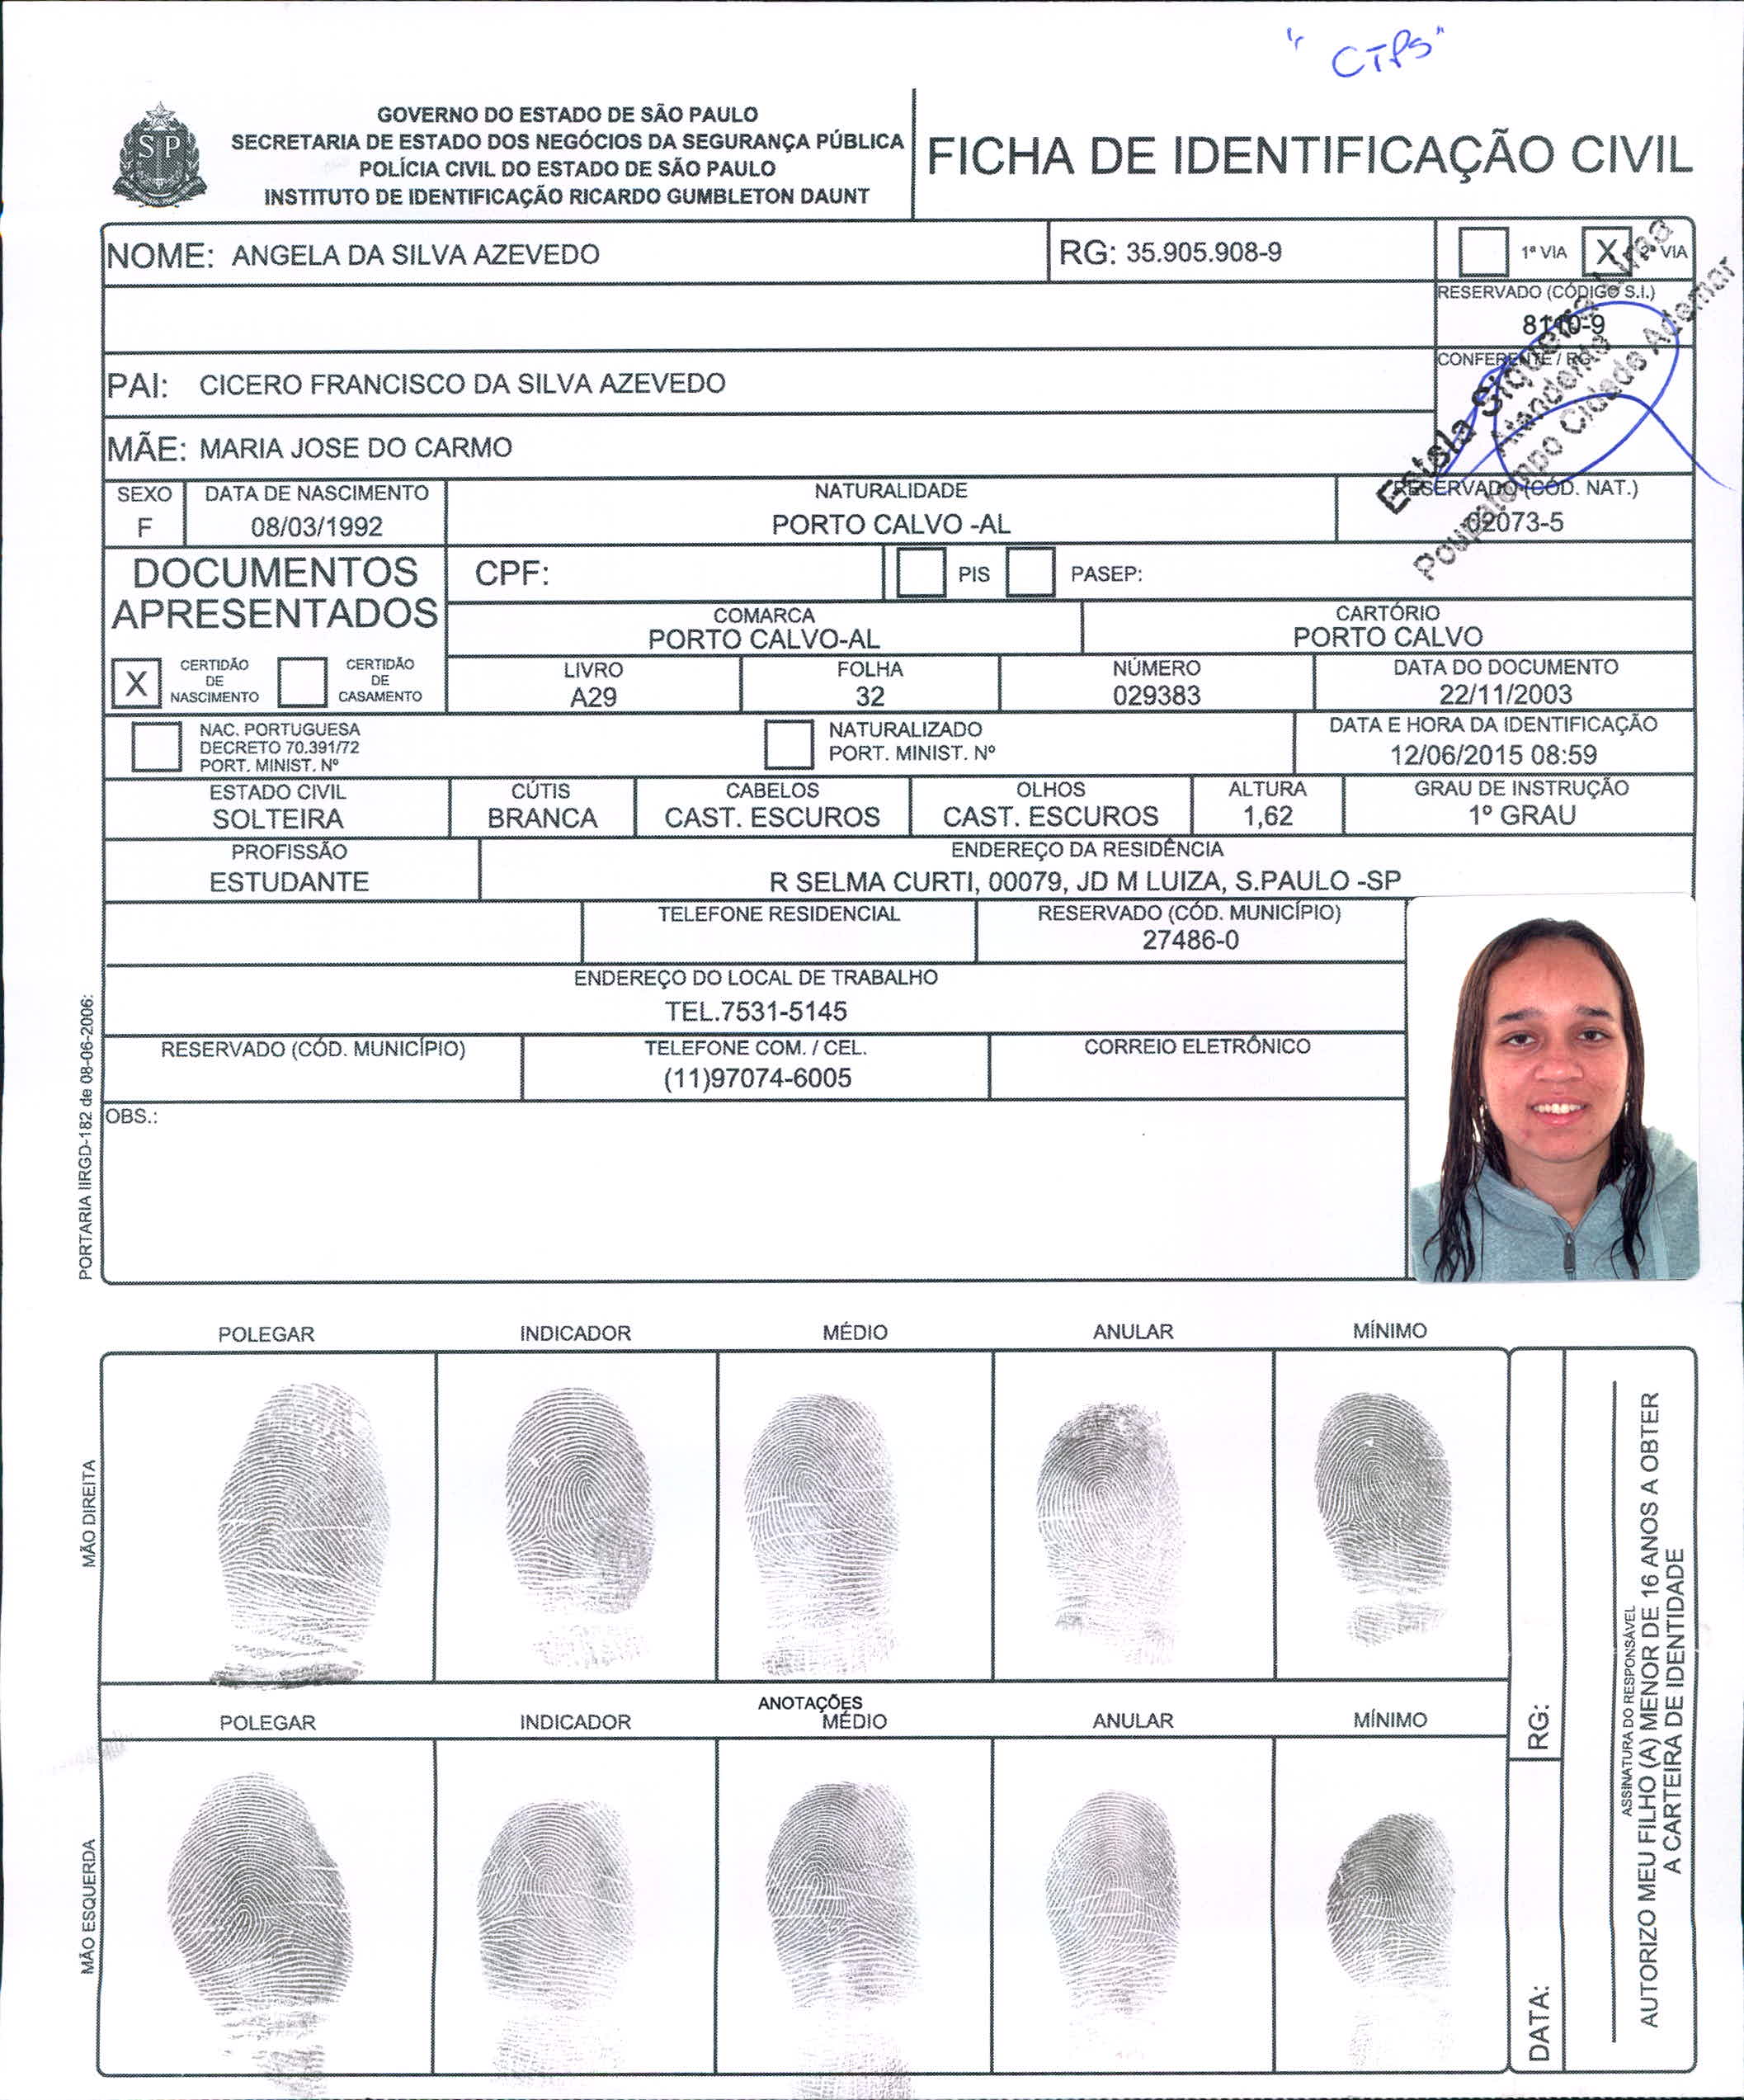 " CTPS"
GOVERNO DO ESTADO DE SÃO PAULO
SECRETARIA DE ESTADO DOS NEGÓCIOS DA SEGURANÇA PÚBLICA
POLÍCIA CIVIL DO ESTADO DE SÃO PAULO
INSTITUTO DE IDENTIFICAÇÃO RICARDO GUMBLETON DAUNT
SP
FICHA DE IDENTIFICAÇÃO CIVIL
NOME: ANGELA DA SILVA AZEVEDO
RG: 35.905.908-9
1ª VIA X 2ª VIA
RESERVADO (CÓDIGO S.I.)
8110-9
PAI: CICERO FRANCISCO DA SILVA AZEVEDO
CONFERENTE / RG
MÃE: MARIA JOSE DO CARMO
Estela Siqueira Lima
Atendente
Poupatempo Cidade Ademar
SEXO
F
DATA DE NASCIMENTO
08/03/1992
NATURALIDADE
PORTO CALVO -AL
RESERVADO (CÓD. NAT.)
02073-5
DOCUMENTOS
APRESENTADOS
CPF:
PIS
PASEP:
COMARCA
PORTO CALVO-AL
CARTÓRIO
PORTO CALVO
X CERTIDÃO
DE
NASCIMENTO
CERTIDÃO
DE
CASAMENTO
LIVRO
A29
FOLHA
32
NÚMERO
029383
DATA DO DOCUMENTO
22/11/2003
NAC. PORTUGUESA
DECRETO 70.391/72
PORT. MINIST. Nº
NATURALIZADO
PORT. MINIST. Nº
DATA E HORA DA IDENTIFICAÇÃO
12/06/2015 08:59
ESTADO CIVIL
SOLTEIRA
CÚTIS
BRANCA
CABELOS
CAST. ESCUROS
OLHOS
CAST. ESCUROS
ALTURA
1,62
GRAU DE INSTRUÇÃO
1º GRAU
PROFISSÃO
ESTUDANTE
ENDEREÇO DA RESIDÊNCIA
R SELMA CURTI, 00079, JD M LUIZA, S.PAULO -SP
TELEFONE RESIDENCIAL
RESERVADO (CÓD. MUNICÍPIO)
27486-0
ENDEREÇO DO LOCAL DE TRABALHO
TEL.7531-5145
RESERVADO (CÓD. MUNICÍPIO)
TELEFONE COM. / CEL.
(11)97074-6005
CORREIO ELETRÔNICO
OBS.:
PORTARIA IIRGD-182 de 08-06-2006:
POLEGAR INDICADOR MÉDIO ANULAR MÍNIMO
MÃO DIREITA
ANOTAÇÕES
POLEGAR INDICADOR MÉDIO ANULAR MÍNIMO
MÃO ESQUERDA
RG:
DATA:
ASSINATURA DO RESPONSÁVEL
AUTORIZO MEU FILHO (A) MENOR DE 16 ANOS A OBTER
A CARTEIRA DE IDENTIDADE